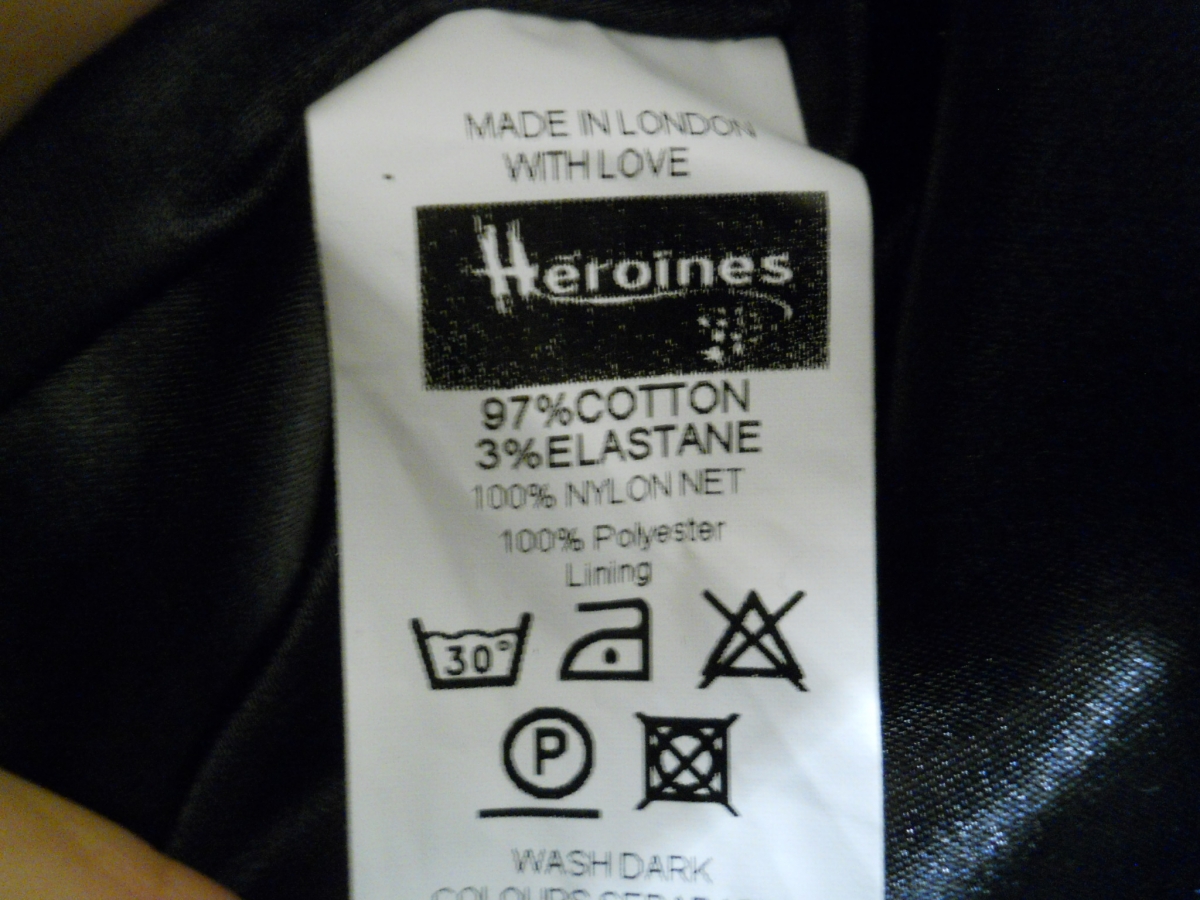 MADE IN LONDON
WITH LOVE
Heroines
97%COTTON
3%ELASTANE
100% NYLON NET
100% Polyester
Lining
30°
P
WASH DARK
COLOURS